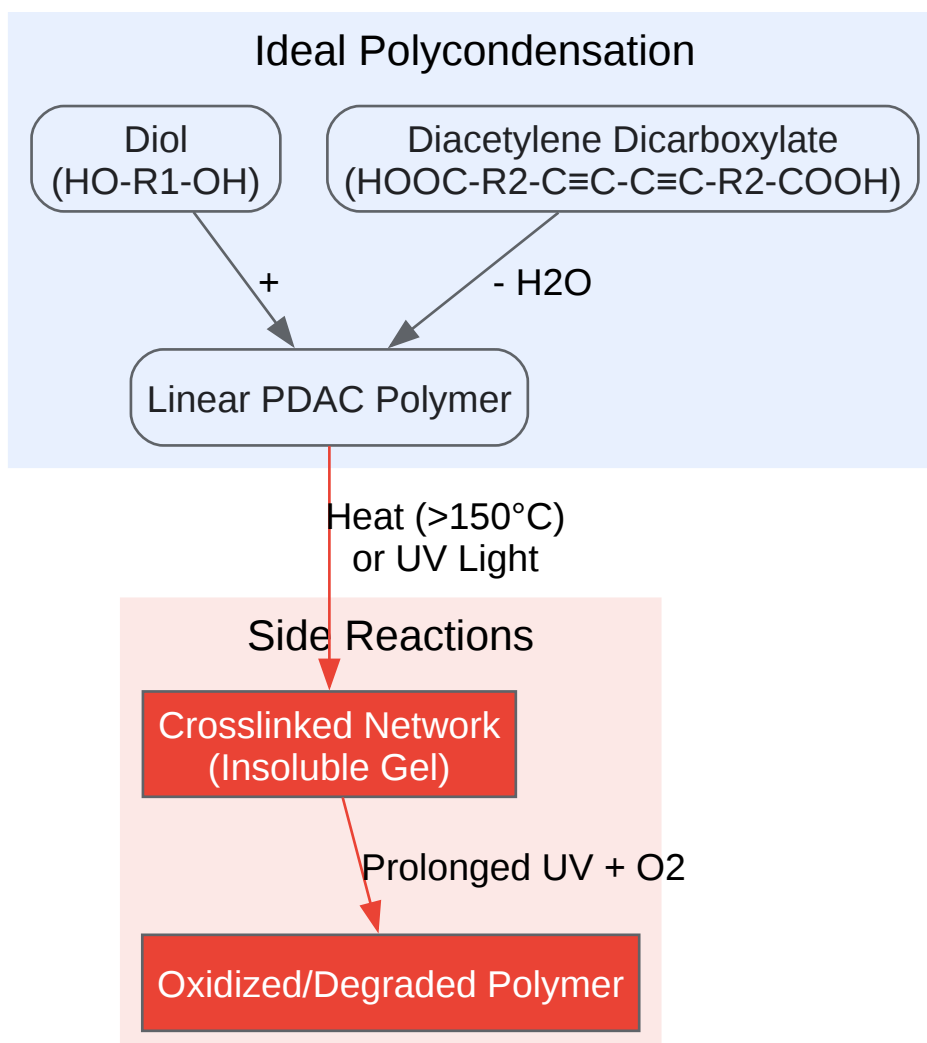 Ideal Polycondensation
Diol
(HO-R1-OH)
Diacetylene Dicarboxylate
(HOOC-R2-C≡C-C≡C-R2-COOH)
+
- H2O
Linear PDAC Polymer
Heat (>150°C)
or UV Light
Side Reactions
Crosslinked Network
(Insoluble Gel)
Prolonged UV + O2
Oxidized/Degraded Polymer